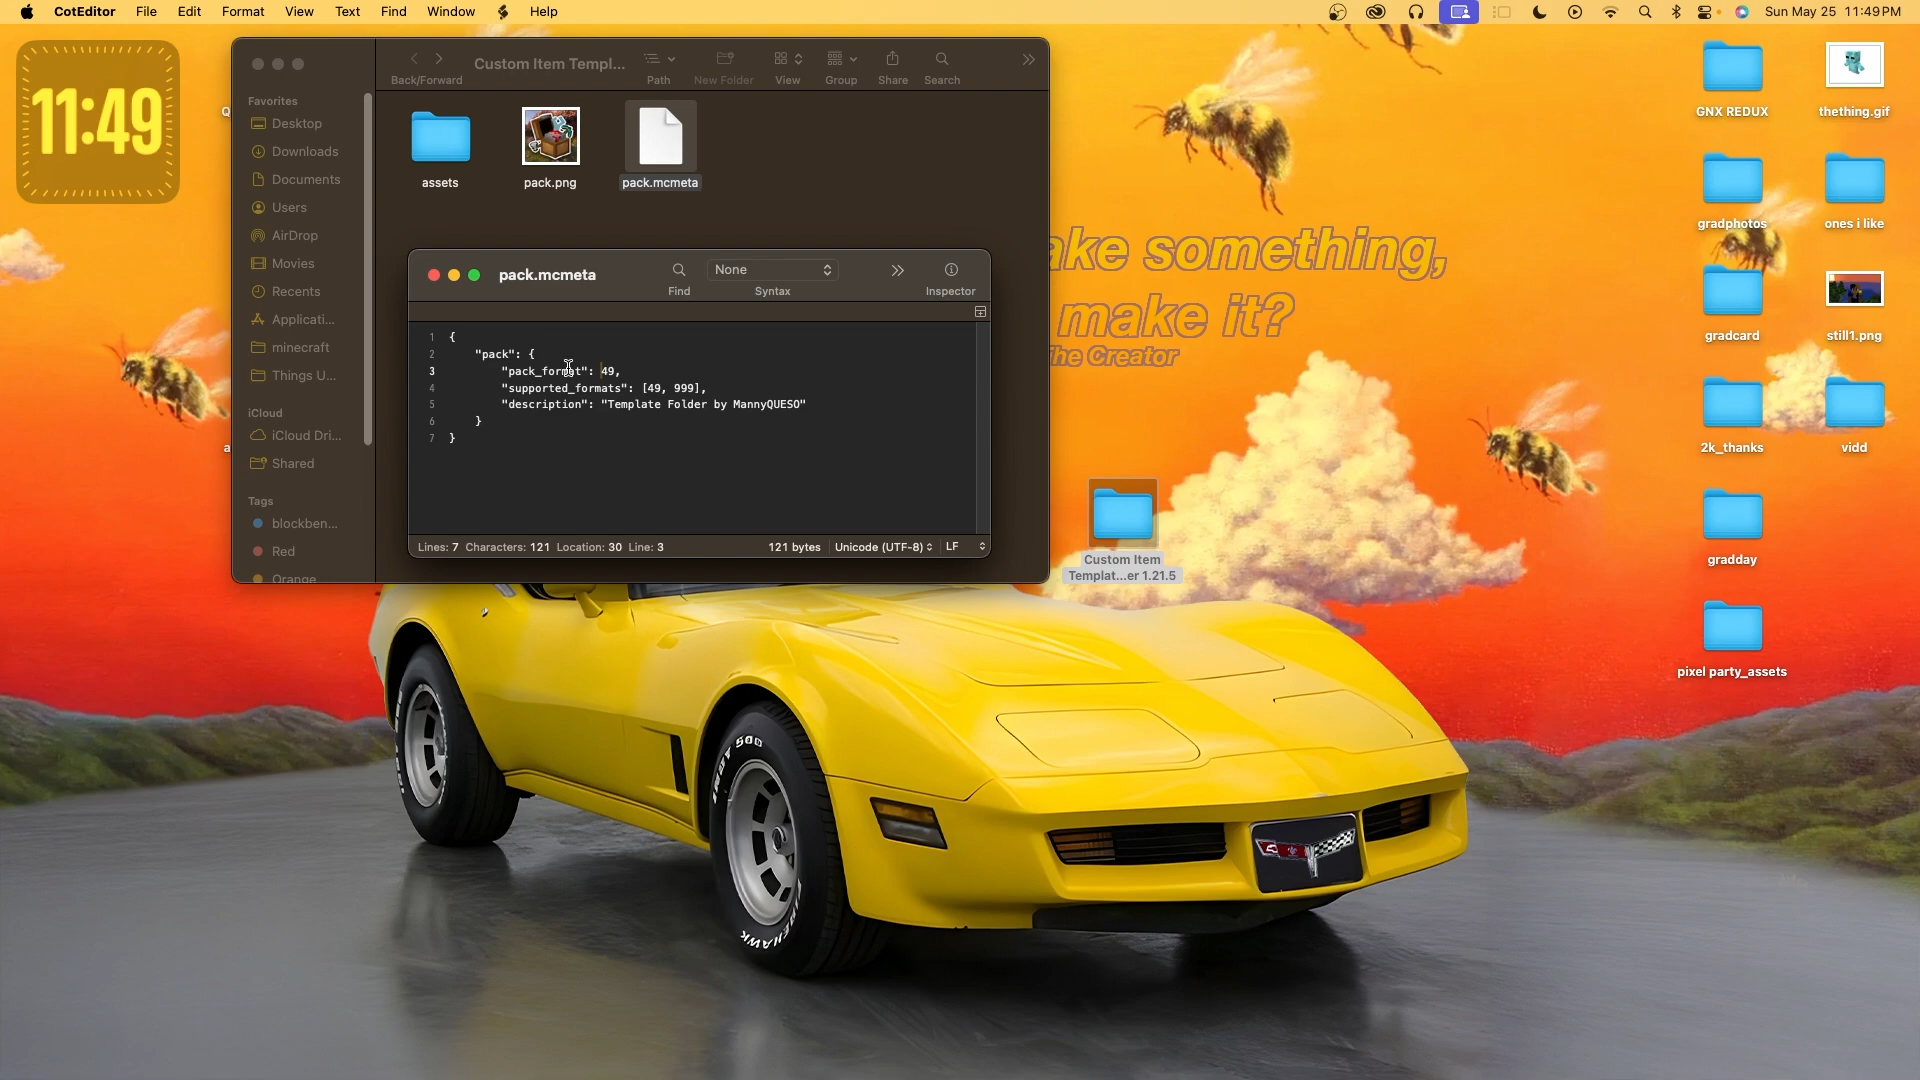 CotEditor File Edit Format View Text Find Window Help
Sun May 25 11:49 PM
11:49
Custom Item Templ...
Back/Forward
Path
New Folder
View
Group
Share
Search
Favorites
Desktop
Downloads
Documents
Users
AirDrop
Movies
Recents
Applicati...
minecraft
Things U...
iCloud
iCloud Dri...
Shared
Tags
blockben...
Red
Orange
assets
pack.png
pack.mcmeta
pack.mcmeta
Find
None
Syntax
Inspector
1 {
2 "pack": {
3 "pack_format": 49,
4 "supported_formats": [49, 999],
5 "description": "Template Folder by MannyQUESO"
6 }
7 }
Lines: 7 Characters: 121 Location: 30 Line: 3
121 bytes
Unicode (UTF-8)
LF
ake something,
make it?
he Creator
Custom Item
Templat...er 1.21.5
GNX REDUX
thething.gif
gradphotos
ones i like
gradcard
still1.png
2k_thanks
vidd
gradday
pixel party_assets